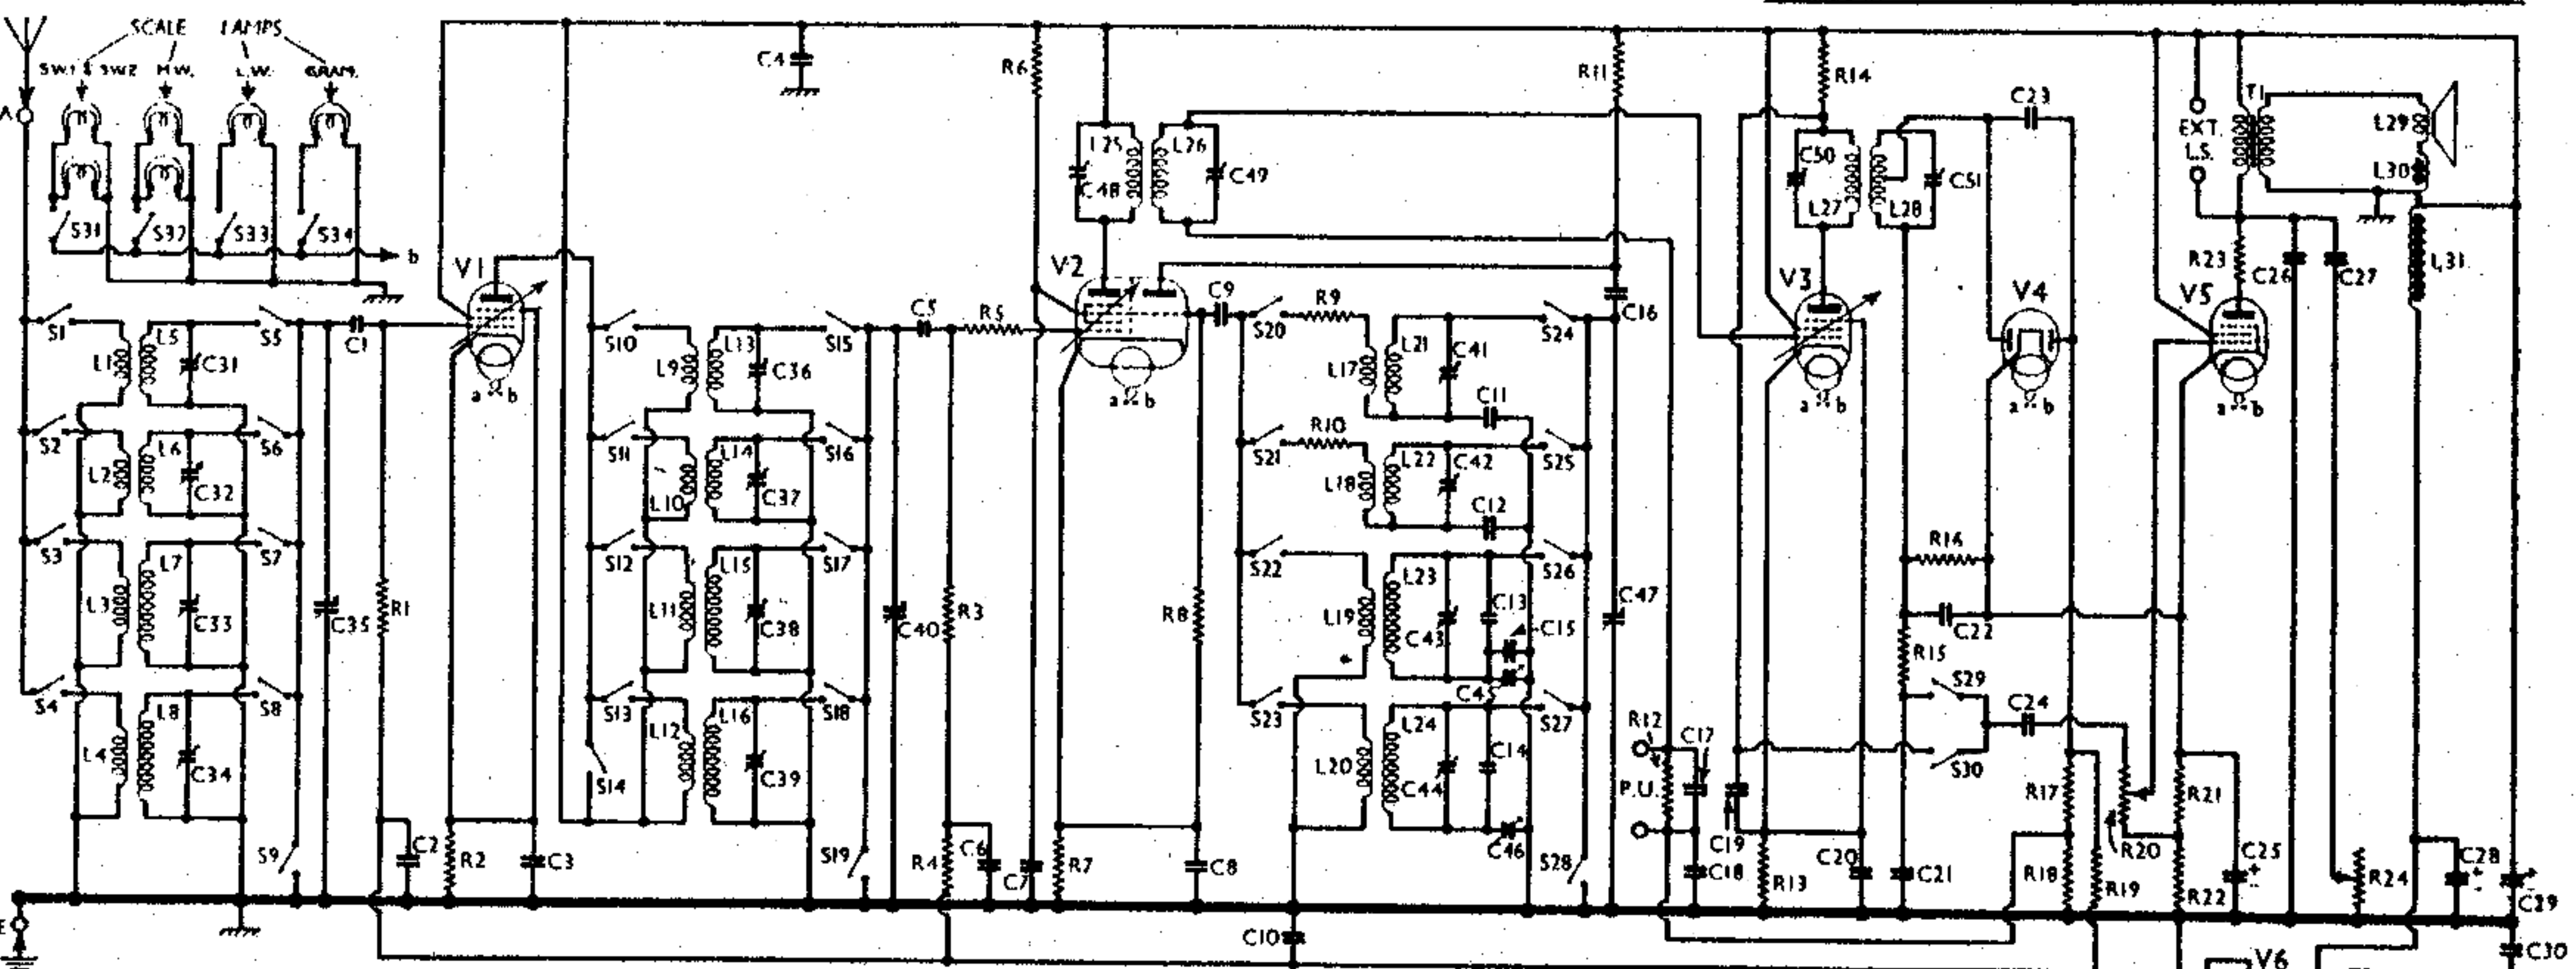 SCALE LAMPS
SW1 & SW2 M.W. L.W. GRAM.
A
S31 S32 S33 S34
b
C4
R6
R11
R14
C23
T1
EXT. L.S.
L29
L30
L31
L25 L26
C48 C49
C50 C51
L27 L28
R23 C26 C27
V1 V2 V3 V4 V5
S1 L1 L5 C31 S5 C1
S10 L9 L13 C36 S15 C5 R5
C9 S20 R9 L17 L21 C41 C11 S24 C16
a b
a b
a b
a b
a b
S2 L2 L6 C32 S6
S11 L10 L14 C37 S16
S21 R10 L18 L22 C42 C12 S25
S3 L3 L7 C33 S7 C35 R1
S12 L11 L15 C38 S17 C40 R3
R8 S22 L19 L23 C43 C13 C15 C45 S26 C47
R16 C22 R15
S4 L4 L8 C34 S8
S13 L12 L16 C39 S18 S14
S23 L20 L24 C44 C14 C46 S27
R12 P.U. C17
S29 S30 C24
R17 R21
S9 C2 R2 C3
S19 R4 C6 C7 R7 C8
S28 C18 C19 R13 C20 C21
R18 R19 R20 R22 C25 R24 C28 C29
+ - + - + -
E
C10
V6 C30